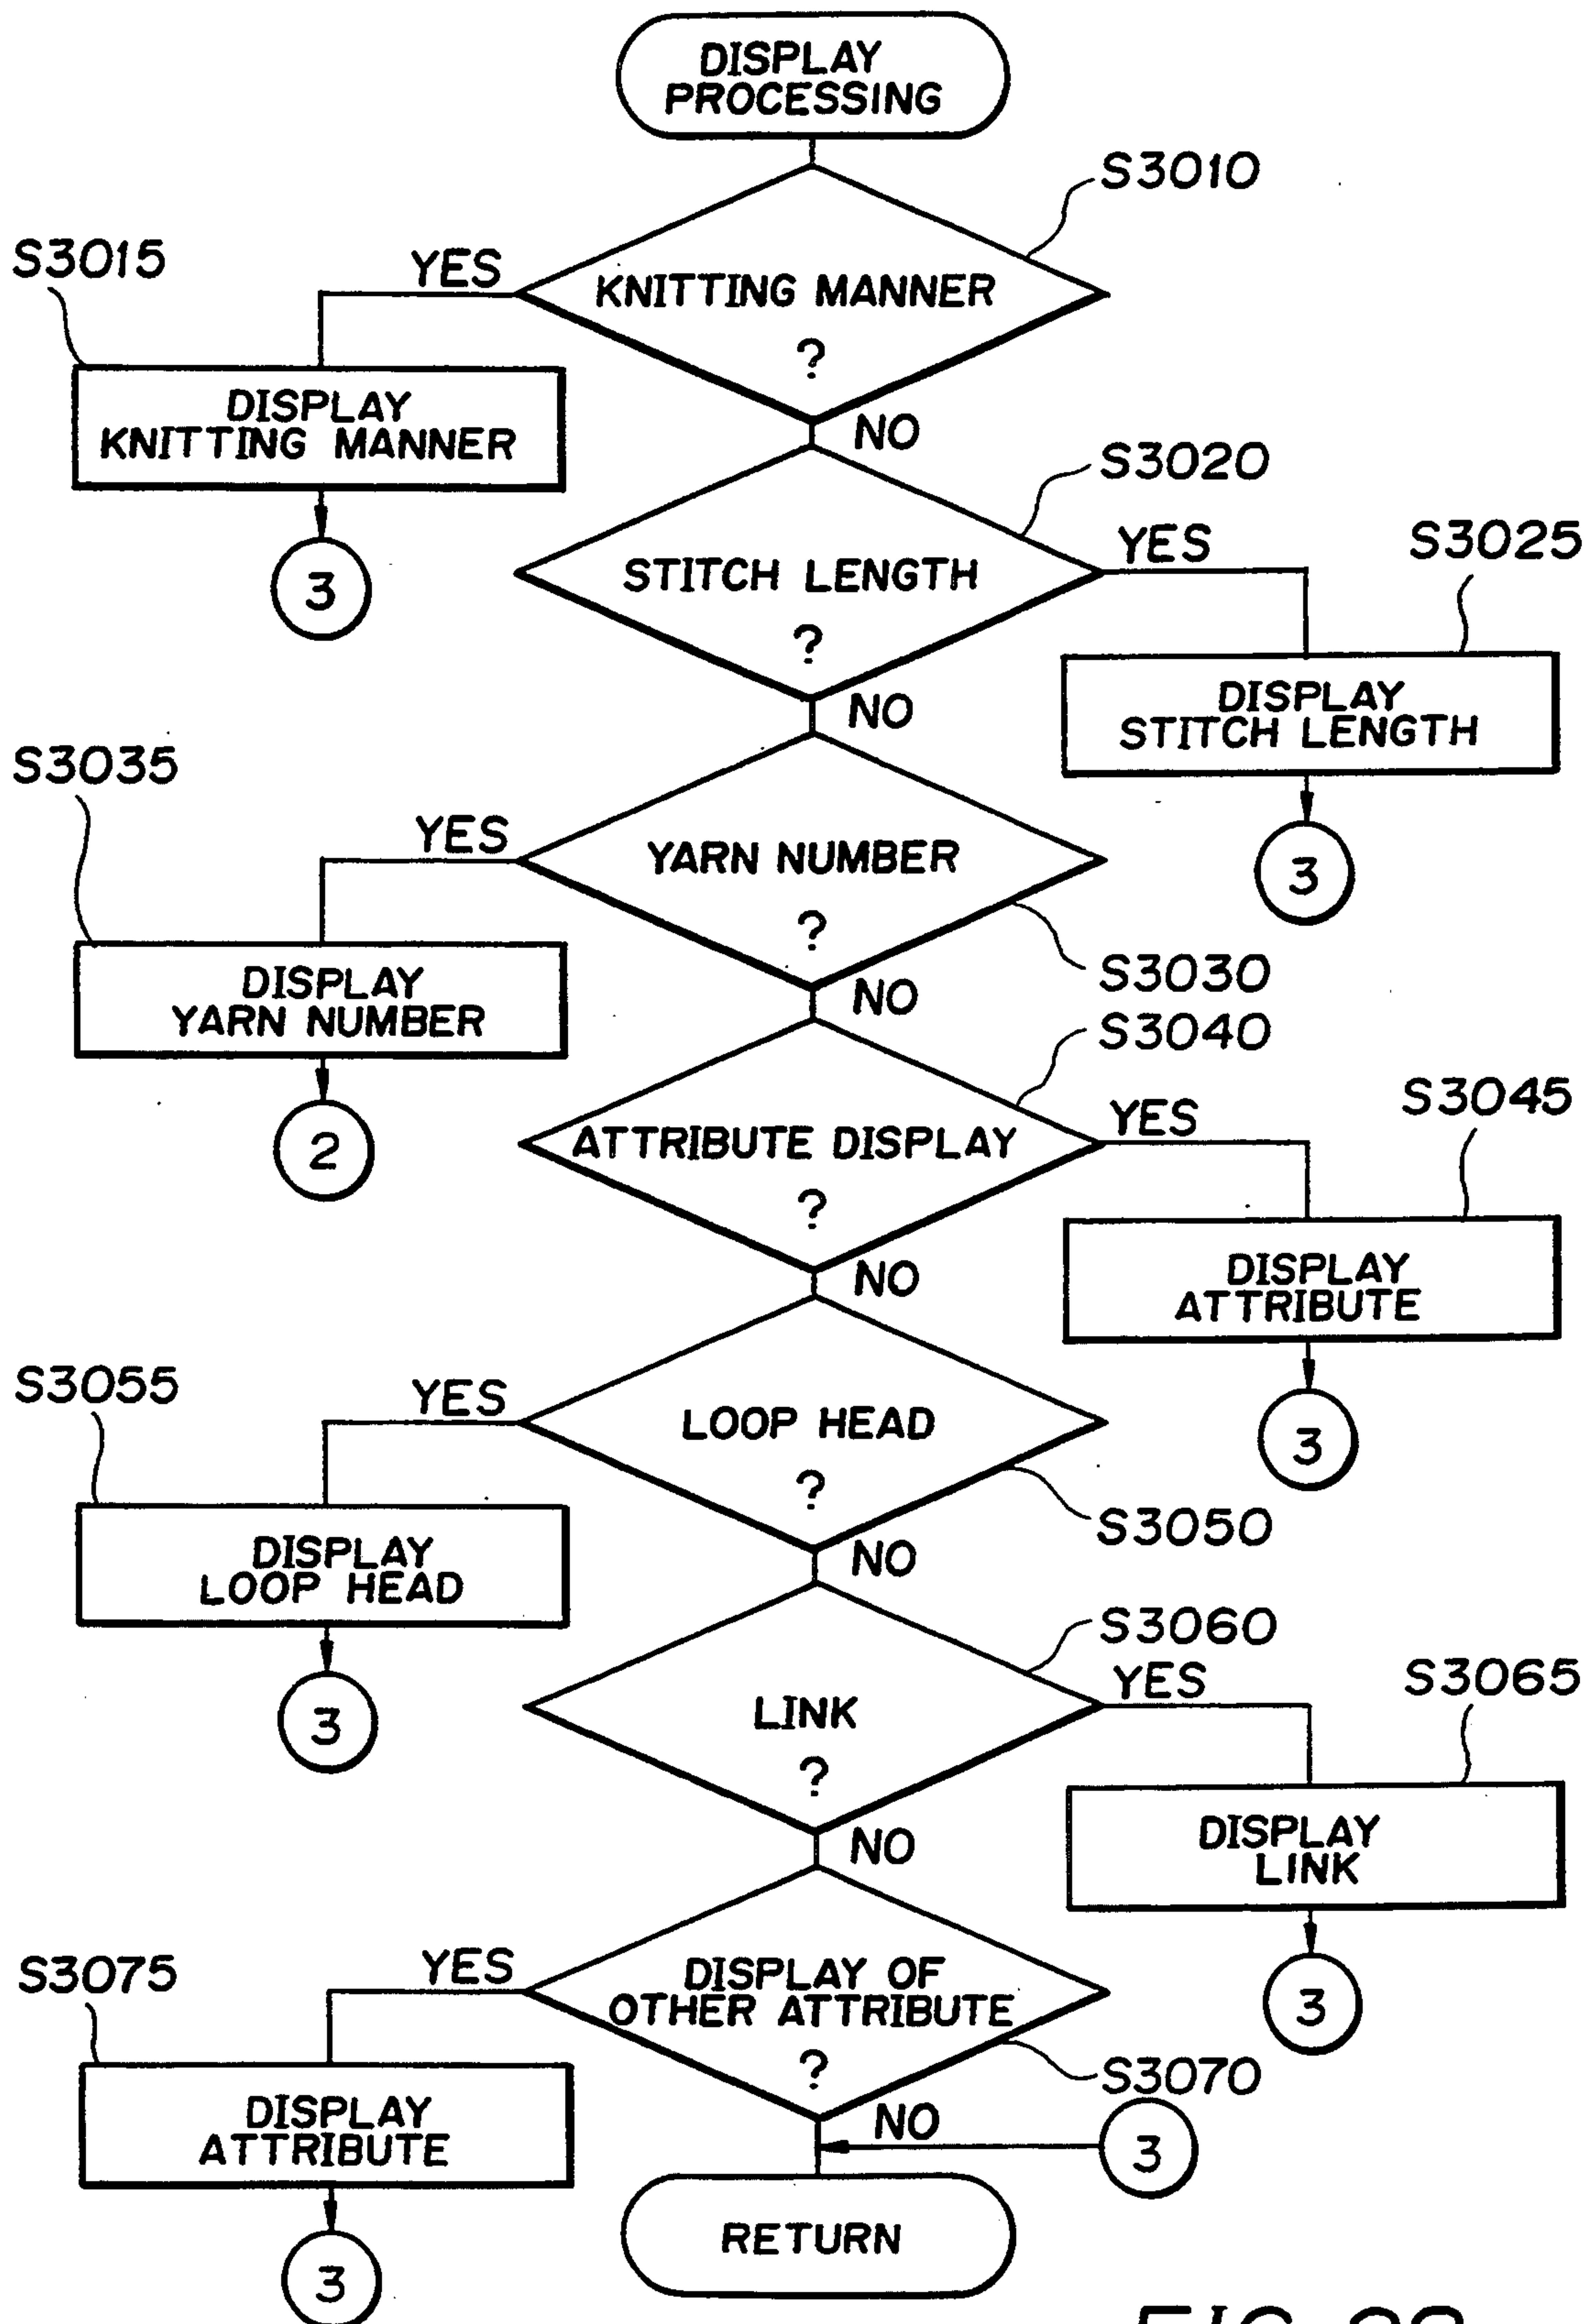 DISPLAY
PROCESSING
S3010
S3015
YES
KNITTING MANNER
?
DISPLAY
KNITTING MANNER
NO
S3020
3
YES
S3025
STITCH LENGTH
?
DISPLAY
STITCH LENGTH
NO
S3035
YES
YARN NUMBER
?
3
DISPLAY
YARN NUMBER
S3030
NO
S3040
2
YES
S3045
ATTRIBUTE DISPLAY
?
DISPLAY
ATTRIBUTE
NO
S3055
YES
LOOP HEAD
?
3
S3050
DISPLAY
LOOP HEAD
NO
S3060
3
YES
S3065
LINK
?
DISPLAY
LINK
NO
S3075
YES
DISPLAY OF
OTHER ATTRIBUTE
?
3
S3070
DISPLAY
ATTRIBUTE
NO
3
RETURN
3